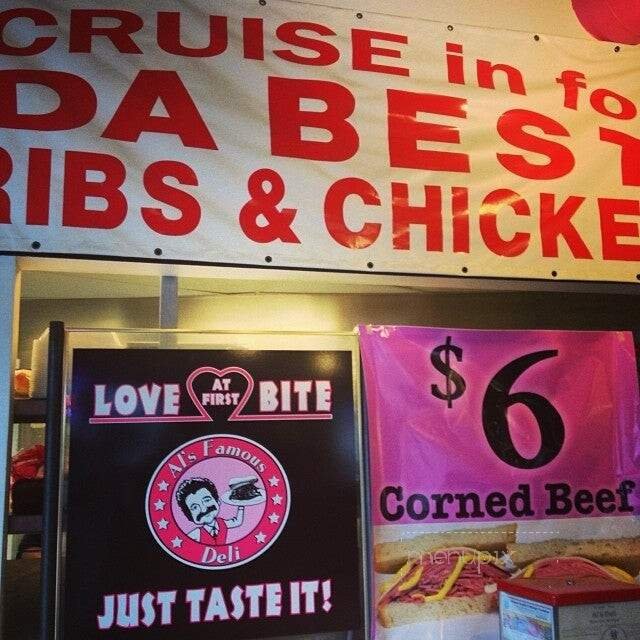 CRUISE in fo
DA BEST
RIBS & CHICKE
LOVE AT FIRST BITE
Al's Famous
Deli
JUST TASTE IT!
$6
Corned Beef
menupix